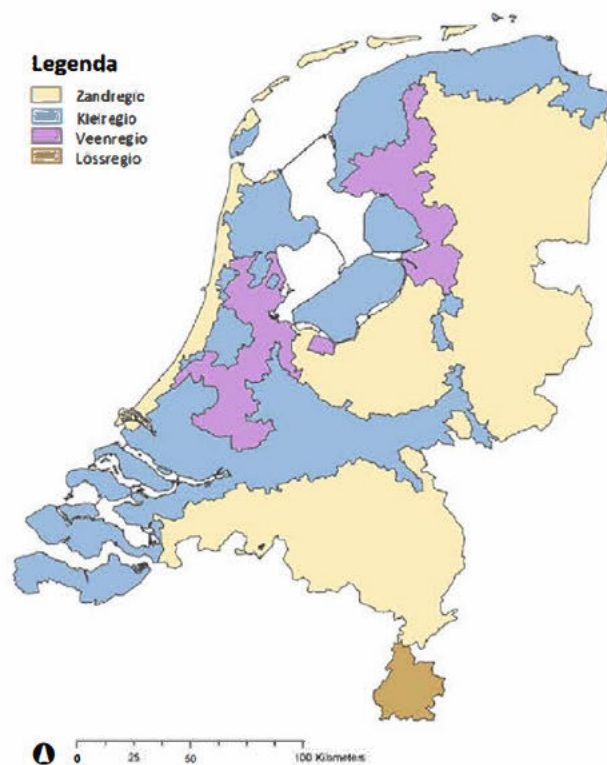 Legenda
Zandregio
Kleiregio
Veenregio
Lössregio
0 25 50 100 Kilometers